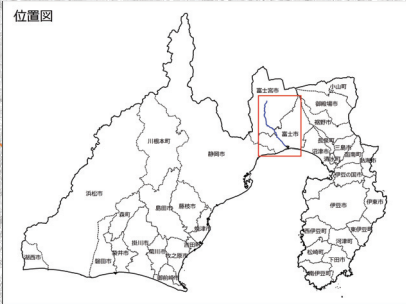 位置図
小山町
富士宮市
御殿場市
裾野市
川根本町
富士市
長泉町
三島市
静岡市
沼津市
函南町
清水町
熱海市
伊豆の国市
浜松市
伊東市
伊豆市
森町
島田市
藤枝市
焼津市
西伊豆町
東伊豆町
掛川市
吉田町
河津町
湖西市
磐田市
袋井市
菊川市
牧之原市
松崎町
下田市
御前崎市
南伊豆町